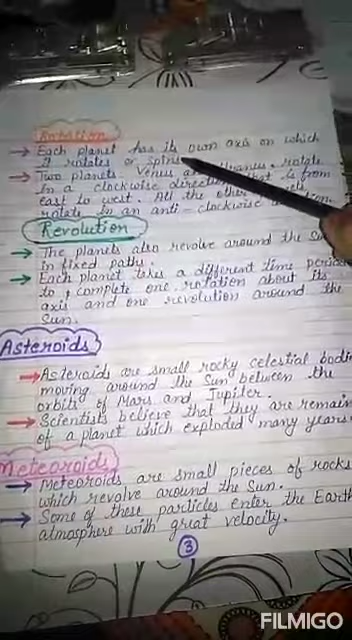 Rotation
→ Each planet has its own axis on which
it rotates or spins
→ Two planets - Venus and Uranus, rotate
in a clockwise direction that is from
east to west. All the other
rotate in an anti-clockwise
Revolution
→ The planets also revolve around the Sun
in fixed paths.
→ Each planet takes a different time period
to complete one rotation about its
axis and one revolution around the
Sun.
Asteroids
→ Asteroids are small rocky celestial bodies
moving around the Sun between the
orbits of Mars and Jupiter.
→ Scientists believe that they are remain
of a planet which exploded many years
Meteoroids
→ Meteoroids are small pieces of rocks
which revolve around the Sun.
→ Some of these particles enter the Earth
atmosphere with great velocity.
3
FILMIGO